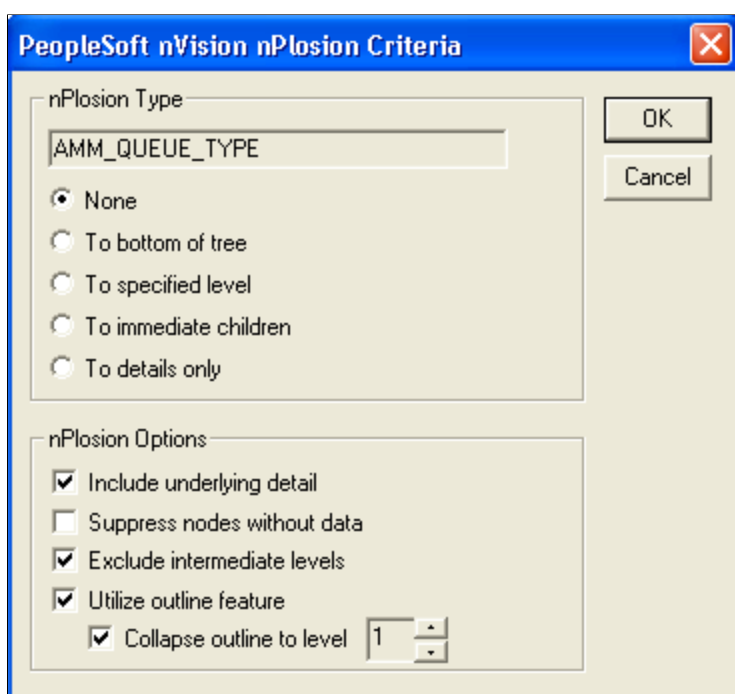 PeopleSoft nVision nPlosion Criteria
nPlosion Type
AMM_QUEUE_TYPE
None
To bottom of tree
To specified level
To immediate children
To details only
OK
Cancel
nPlosion Options
Include underlying detail
Suppress nodes without data
Exclude intermediate levels
Utilize outline feature
Collapse outline to level 1